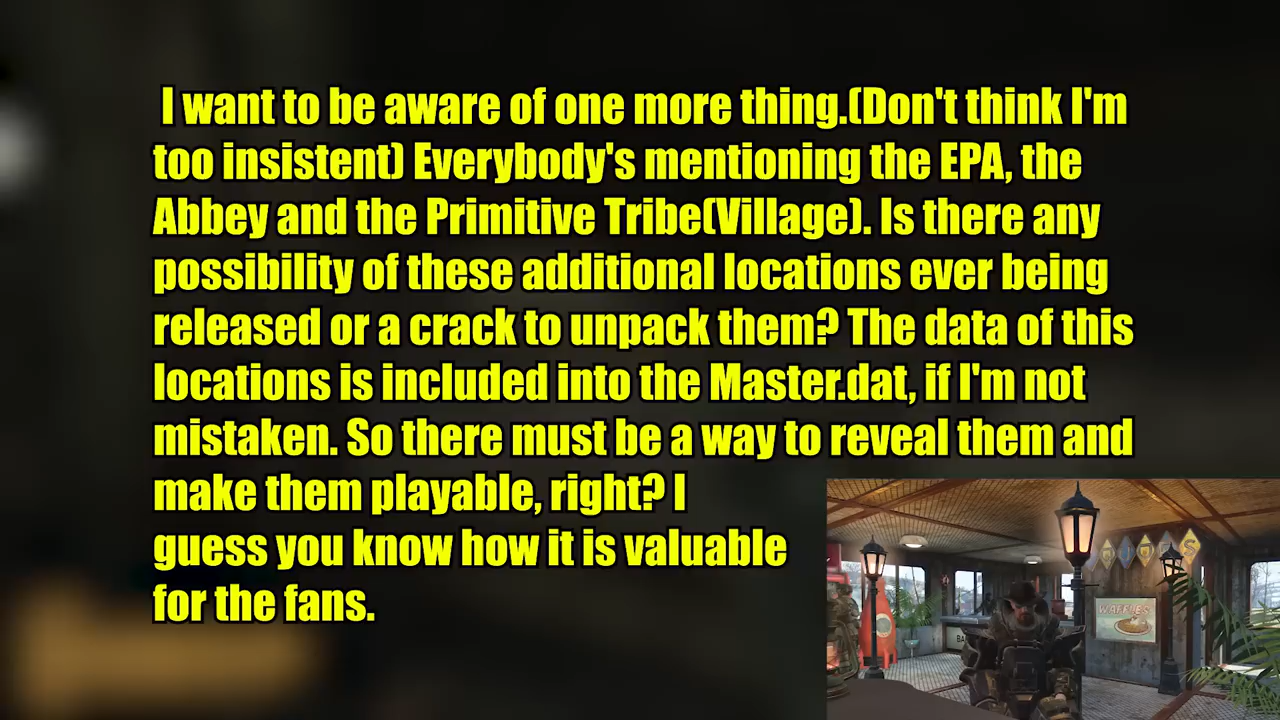 I want to be aware of one more thing.(Don't think I'm
too insistent) Everybody's mentioning the EPA, the
Abbey and the Primitive Tribe(Village). Is there any
possibility of these additional locations ever being
released or a crack to unpack them? The data of this
locations is included into the Master.dat, if I'm not
mistaken. So there must be a way to reveal them and
make them playable, right? I
guess you know how it is valuable
for the fans.
WAFFLES